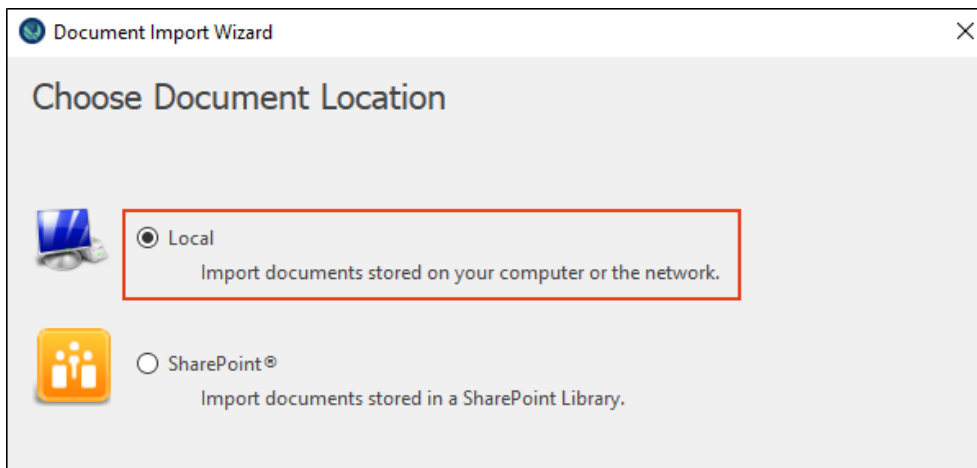 Document Import Wizard
Choose Document Location
Local
Import documents stored on your computer or the network.
SharePoint®
Import documents stored in a SharePoint Library.